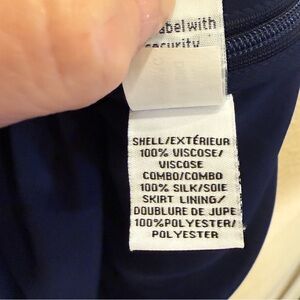 label with
security
SHELL/EXTÉRIEUR
100% VISCOSE/
VISCOSE
COMBO/COMBO
100% SILK/SOIE
SKIRT LINING/
DOUBLURE DE JUPE
100%POLYESTER/
POLYESTER